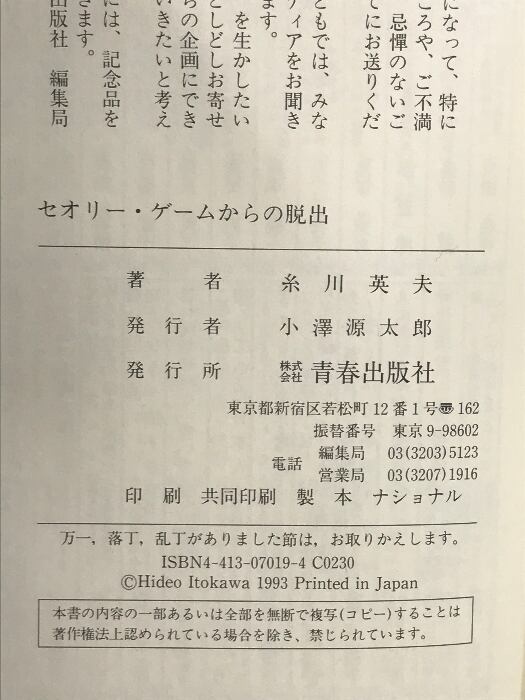 になって、特に
ころや、ご不満
忌憚のないご
てにお送りくだ
ともでは、みな
ィアをお聞き
ます。
を生かしたい
どしどしお寄せ
らの企画にでき
いきたいと考え
には、記念品を
きます。
出版社　編集局
セオリー・ゲームからの脱出
著　者　糸川英夫
発行者　小澤源太郎
発行所　株式会社 青春出版社
東京都新宿区若松町12番1号〠162
振替番号　東京9-98602
電話　編集局　03(3203)5123
営業局　03(3207)1916
印刷　共同印刷　製本　ナショナル
万一，落丁，乱丁がありました節は，お取りかえします。
ISBN4-413-07019-4 C0230
©Hideo Itokawa 1993 Printed in Japan
本書の内容の一部あるいは全部を無断で複写(コピー)することは
著作権法上認められている場合を除き、禁じられています。